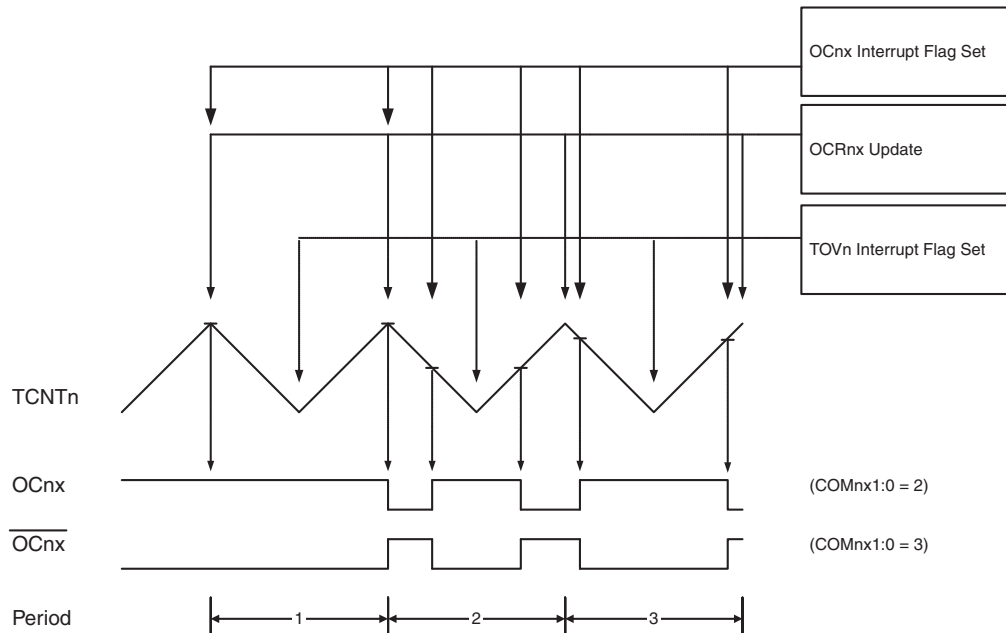 OCnx Interrupt Flag Set
OCRnx Update
TOVn Interrupt Flag Set
TCNTn
OCnx
(COMnx1:0 = 2)
OCnx
(COMnx1:0 = 3)
Period
1
2
3